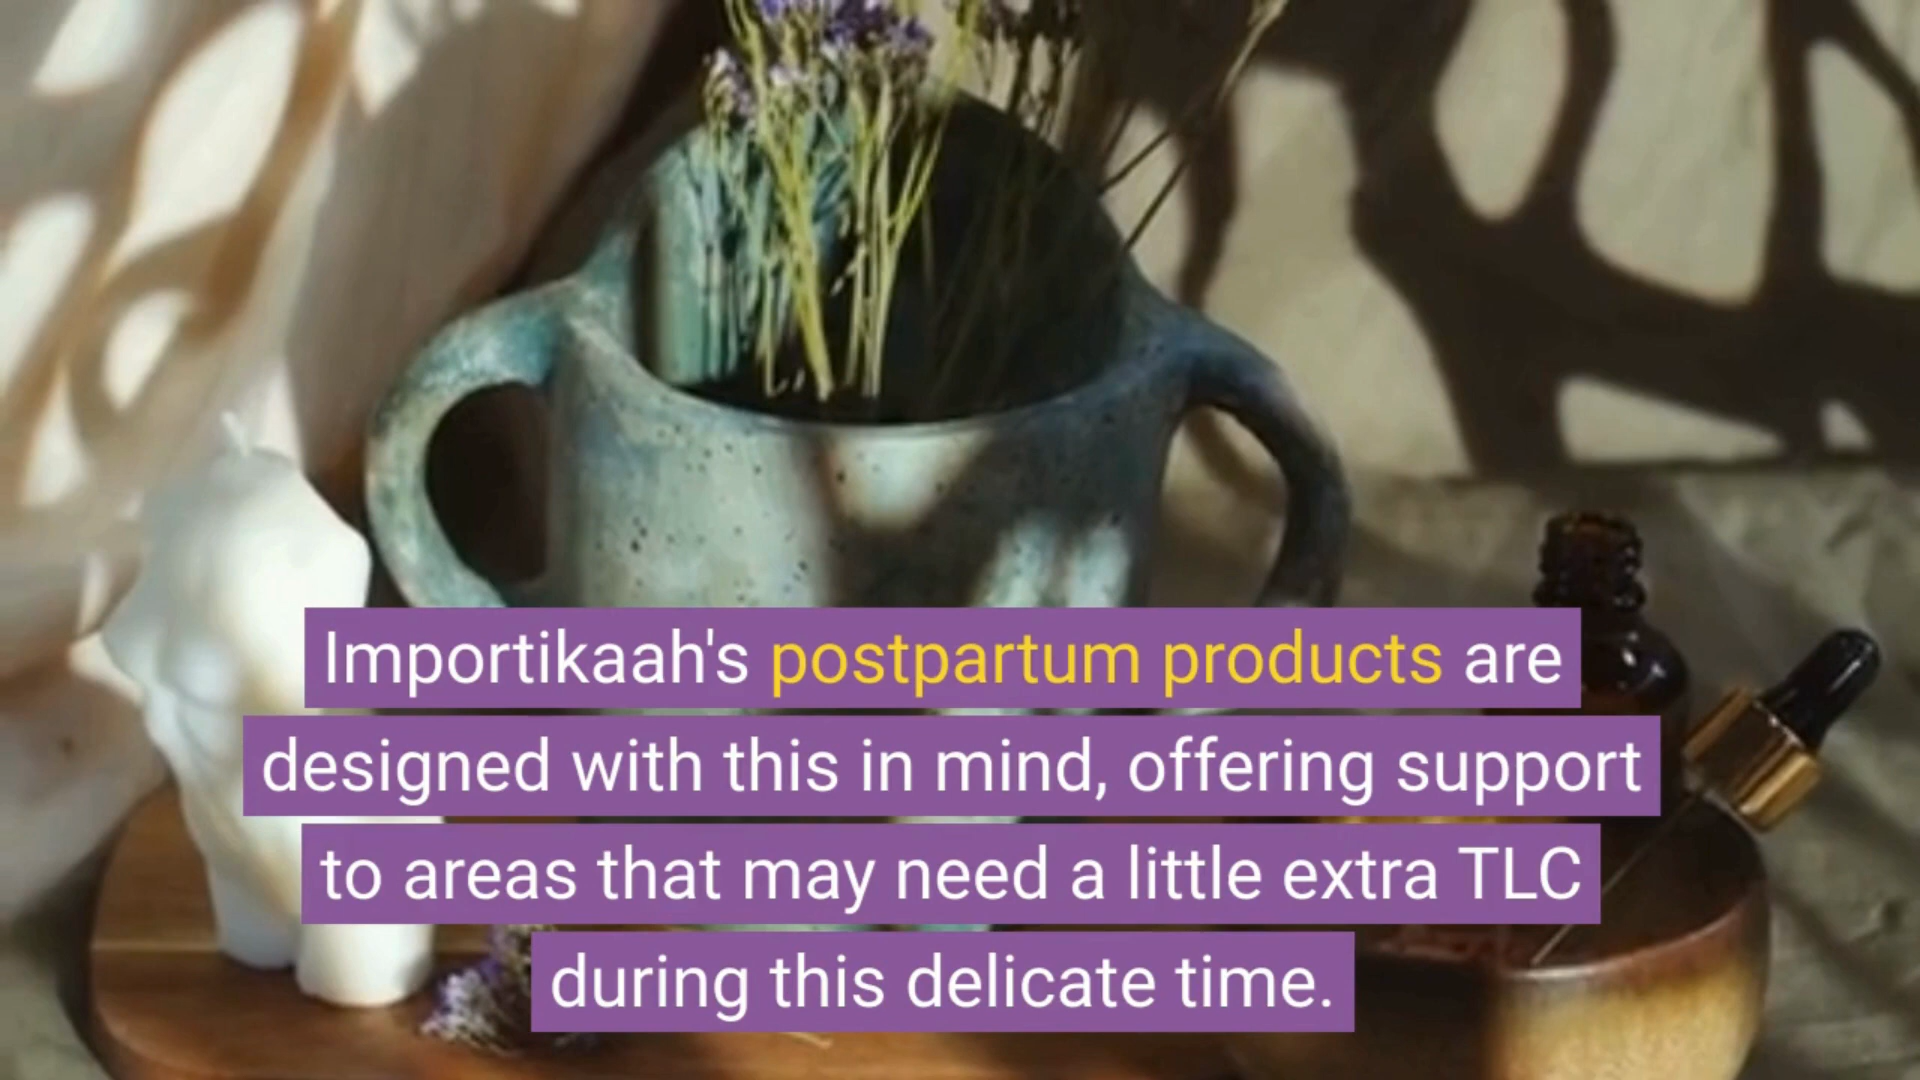 Importikaah's postpartum products are
designed with this in mind, offering support
to areas that may need a little extra TLC
during this delicate time.